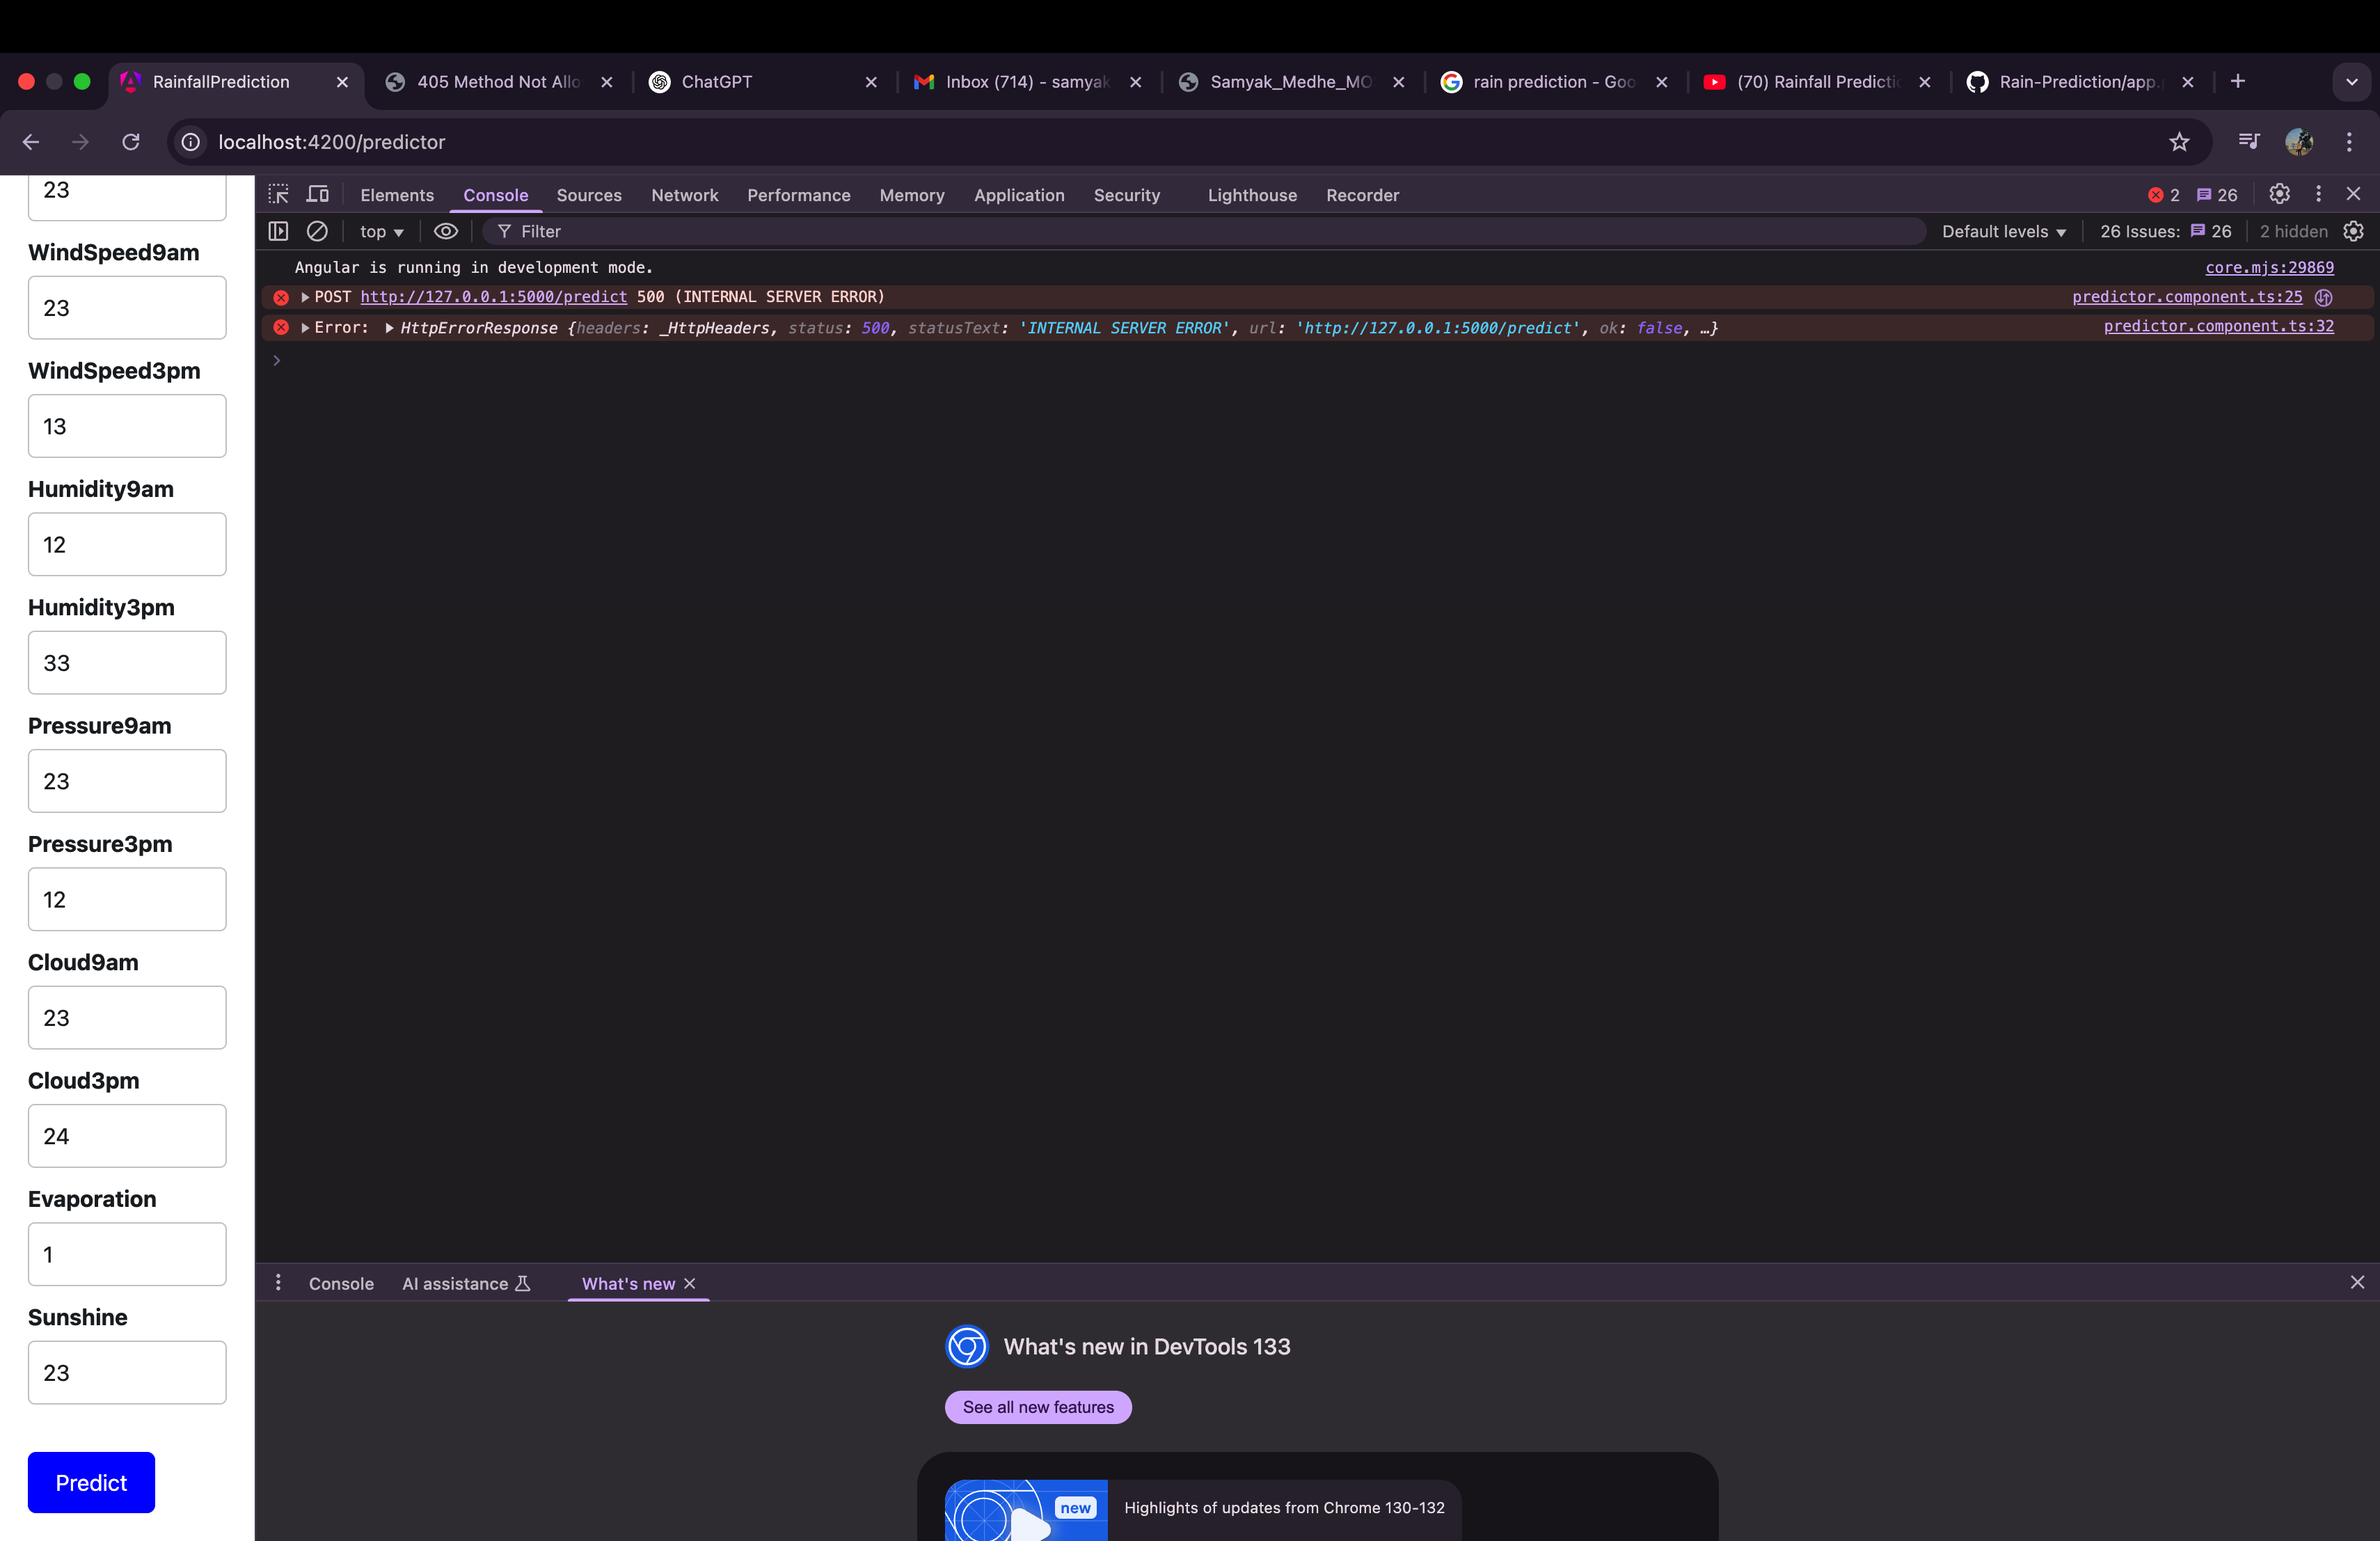 RainfallPrediction
405 Method Not Allo
ChatGPT
Inbox (714) - samyak
Samyak_Medhe_MO
rain prediction - Goo
(70) Rainfall Predictio
Rain-Prediction/app.
localhost:4200/predictor
23
WindSpeed9am
23
WindSpeed3pm
13
Humidity9am
12
Humidity3pm
33
Pressure9am
23
Pressure3pm
12
Cloud9am
23
Cloud3pm
24
Evaporation
1
Sunshine
23
Predict
Elements Console Sources Network Performance Memory Application Security Lighthouse Recorder 2 26
top Filter Default levels 26 Issues: 26 2 hidden
Angular is running in development mode. core.mjs:29869
POST http://127.0.0.1:5000/predict 500 (INTERNAL SERVER ERROR) predictor.component.ts:25
Error: HttpErrorResponse {headers: _HttpHeaders, status: 500, statusText: 'INTERNAL SERVER ERROR', url: 'http://127.0.0.1:5000/predict', ok: false, …} predictor.component.ts:32
Console AI assistance What's new
What's new in DevTools 133
See all new features
new
Highlights of updates from Chrome 130-132